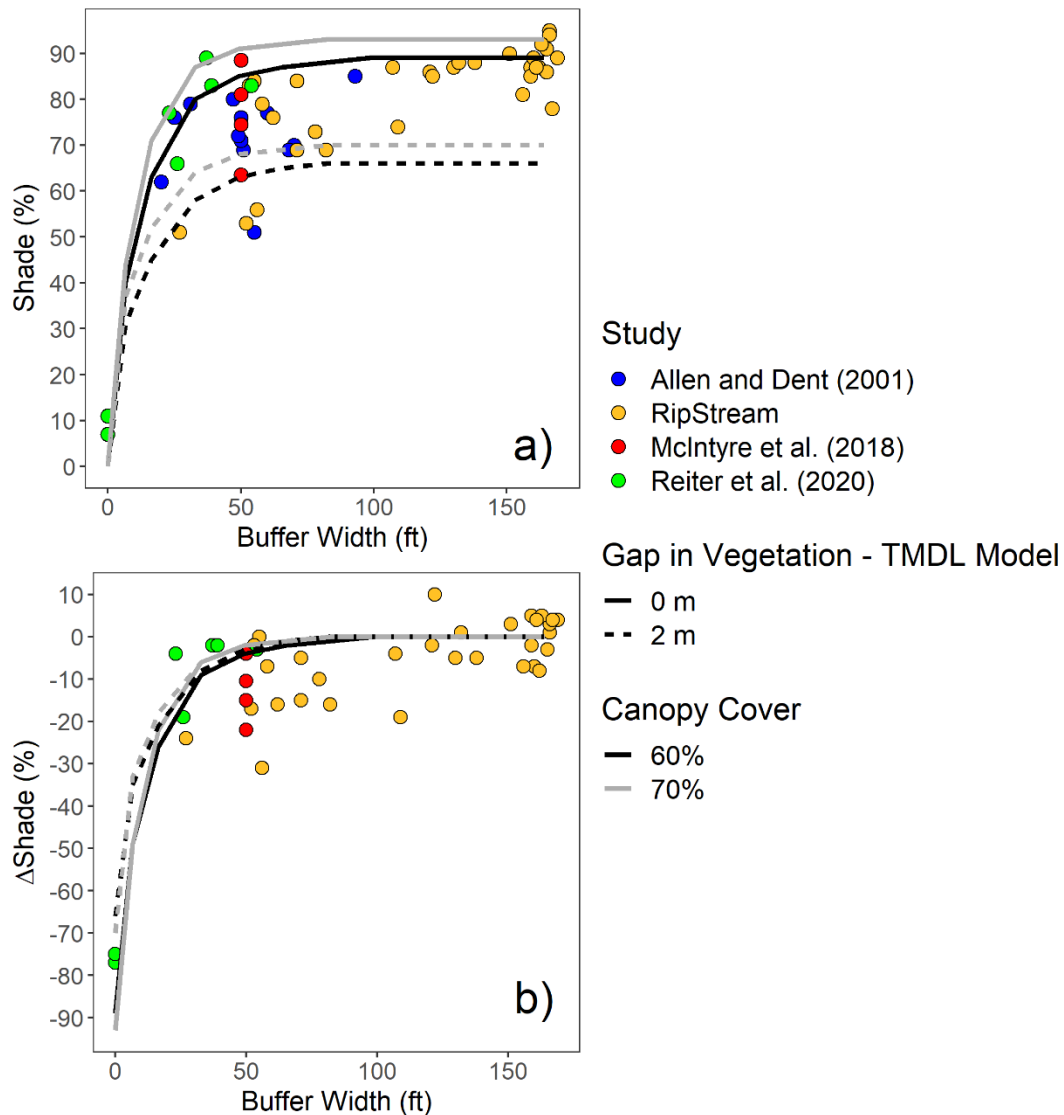 90
80
70
60
50
40
30
20
10
0
Shade (%)
a)
0
50
100
150
Buffer Width (ft)
10
0
-10
-20
-30
-40
-50
-60
-70
-80
-90
ΔShade (%)
b)
0
50
100
150
Buffer Width (ft)
Study
Allen and Dent (2001)
RipStream
McIntyre et al. (2018)
Reiter et al. (2020)
Gap in Vegetation - TMDL Model
0 m
2 m
Canopy Cover
60%
70%